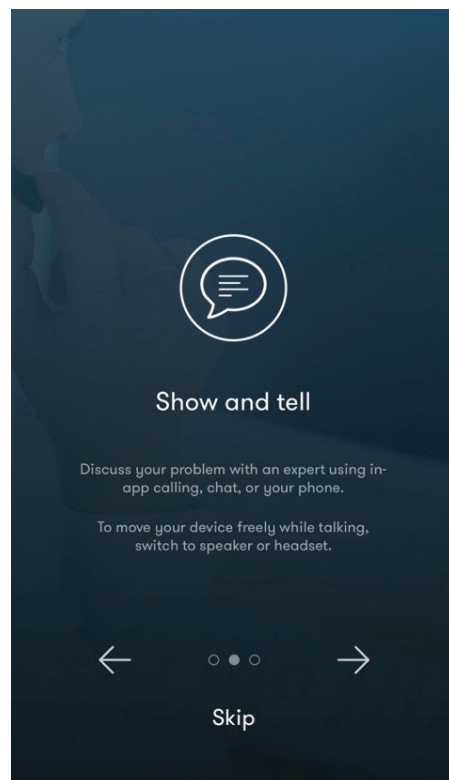 Show and tell
Discuss your problem with an expert using in-
app calling, chat, or your phone.
To move your device freely while talking,
switch to speaker or headset.
Skip